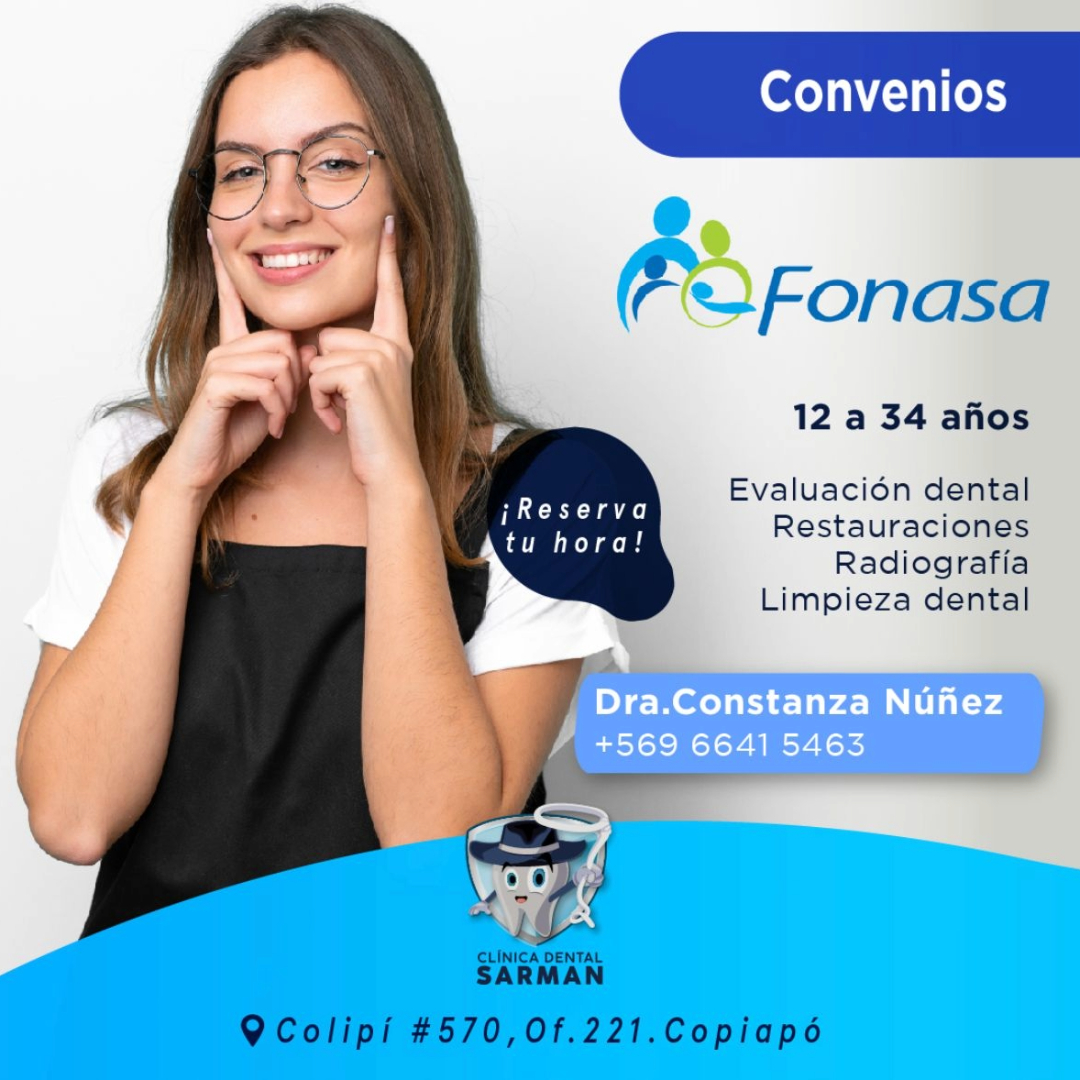 Convenios
Fonasa
12 a 34 años
Evaluación dental
Restauraciones
Radiografía
Limpieza dental
¡Reserva
tu hora!
Dra.Constanza Núñez
+569 6641 5463
CLÍNICA DENTAL
SARMAN
Colipí #570,Of.221.Copiapó